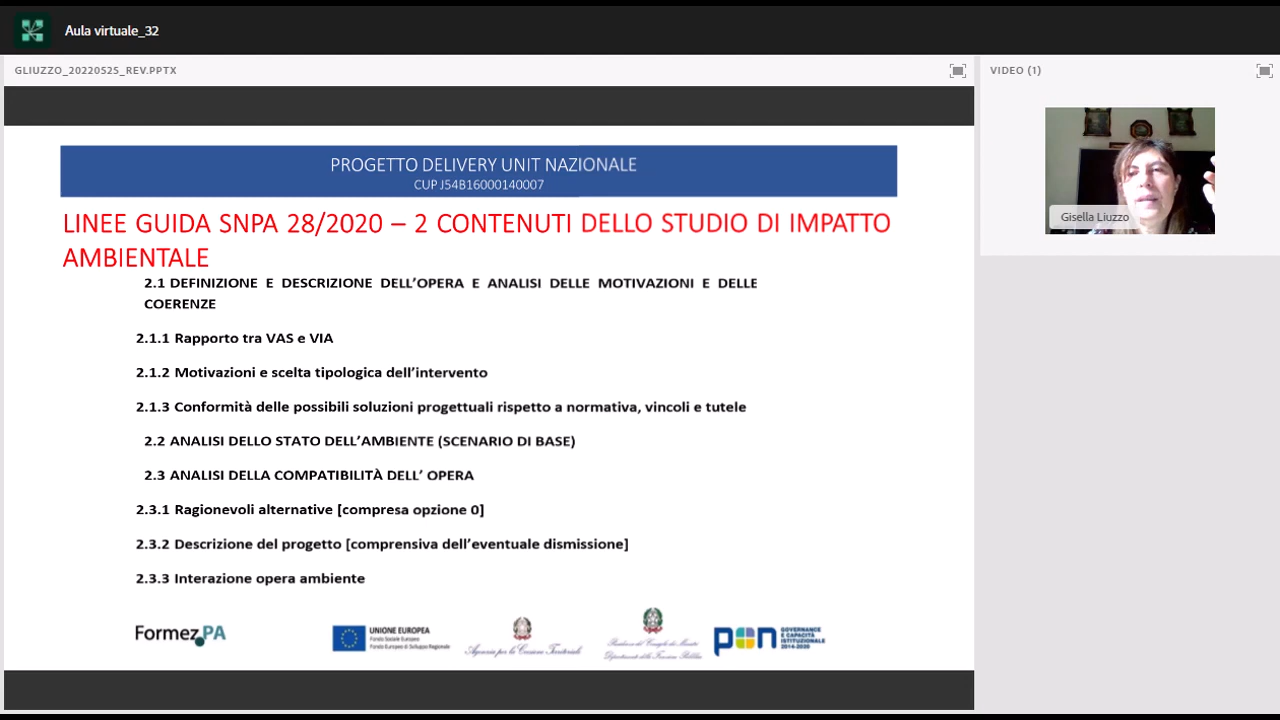 Aula virtuale_32
GLIUZZO_20220525_REV.PPTX
VIDEO (1)
PROGETTO DELIVERY UNIT NAZIONALE
CUP J54B16000140007
LINEE GUIDA SNPA 28/2020 – 2 CONTENUTI DELLO STUDIO DI IMPATTO
AMBIENTALE
2.1 DEFINIZIONE E DESCRIZIONE DELL’OPERA E ANALISI DELLE MOTIVAZIONI E DELLE
COERENZE
2.1.1 Rapporto tra VAS e VIA
2.1.2 Motivazioni e scelta tipologica dell’intervento
2.1.3 Conformità delle possibili soluzioni progettuali rispetto a normativa, vincoli e tutele
2.2 ANALISI DELLO STATO DELL’AMBIENTE (SCENARIO DI BASE)
2.3 ANALISI DELLA COMPATIBILITÀ DELL’ OPERA
2.3.1 Ragionevoli alternative [compresa opzione 0]
2.3.2 Descrizione del progetto [comprensiva dell’eventuale dismissione]
2.3.3 Interazione opera ambiente
Gisella Liuzzo
FormezPA
UNIONE EUROPEA
Fondo Sociale Europeo
Fondo Europeo di Sviluppo Regionale
Agenzia per la Coesione Territoriale
Presidenza del Consiglio dei Ministri
Dipartimento della Funzione Pubblica
pon
GOVERNANCE
E CAPACITÀ
ISTITUZIONALE
2014-2020